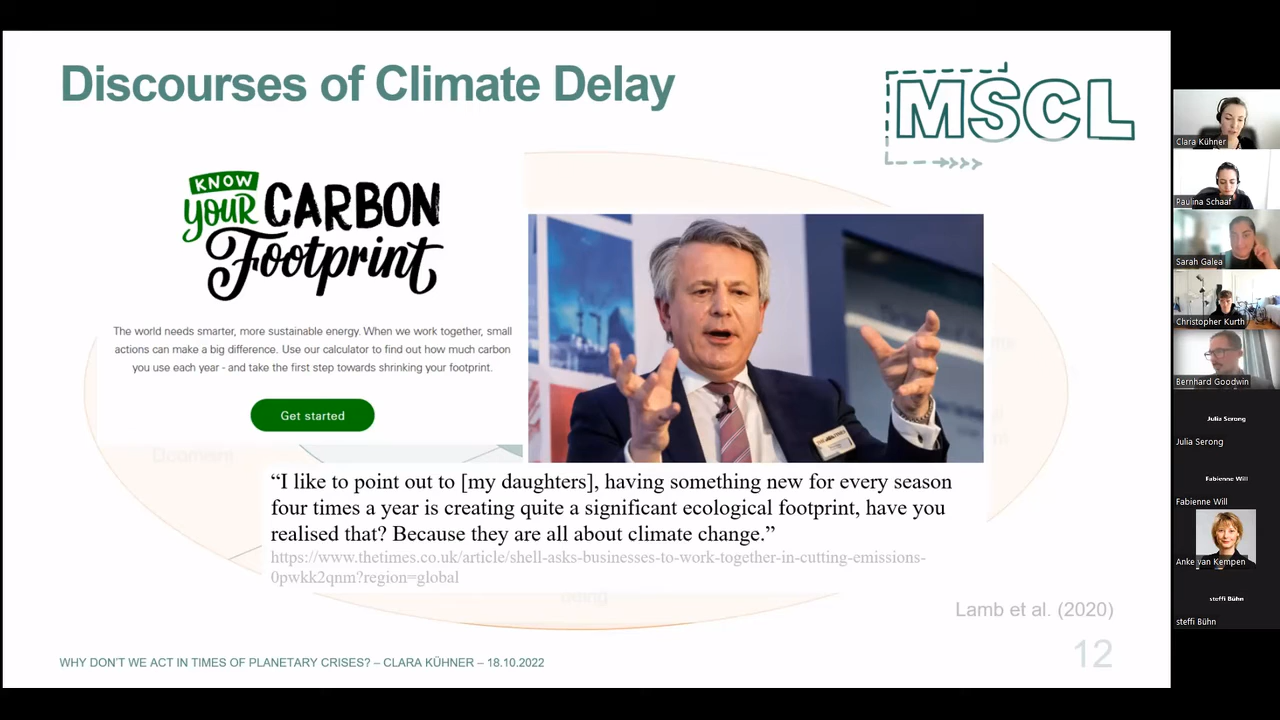 Discourses of Climate Delay
MSCL
KNOW
your CARBON
Footprint
The world needs smarter, more sustainable energy. When we work together, small
actions can make a big difference. Use our calculator to find out how much carbon
you use each year - and take the first step towards shrinking your footprint.
Get started
Doomism
“I like to point out to [my daughters], having something new for every season
four times a year is creating quite a significant ecological footprint, have you
realised that? Because they are all about climate change.”
https://www.thetimes.co.uk/article/shell-asks-businesses-to-work-together-in-cutting-emissions-
0pwkk2qnm?region=global
Lamb et al. (2020)
12
WHY DON'T WE ACT IN TIMES OF PLANETARY CRISES? – CLARA KÜHNER – 18.10.2022
Clara Kühner
Paulina Schaaf
Sarah Galea
Christopher Kurth
Bernhard Goodwin
Julia Serong
Julia Serong
Fabienne Will
Fabienne Will
Anke van Kempen
steffi Bühn
steffi Bühn